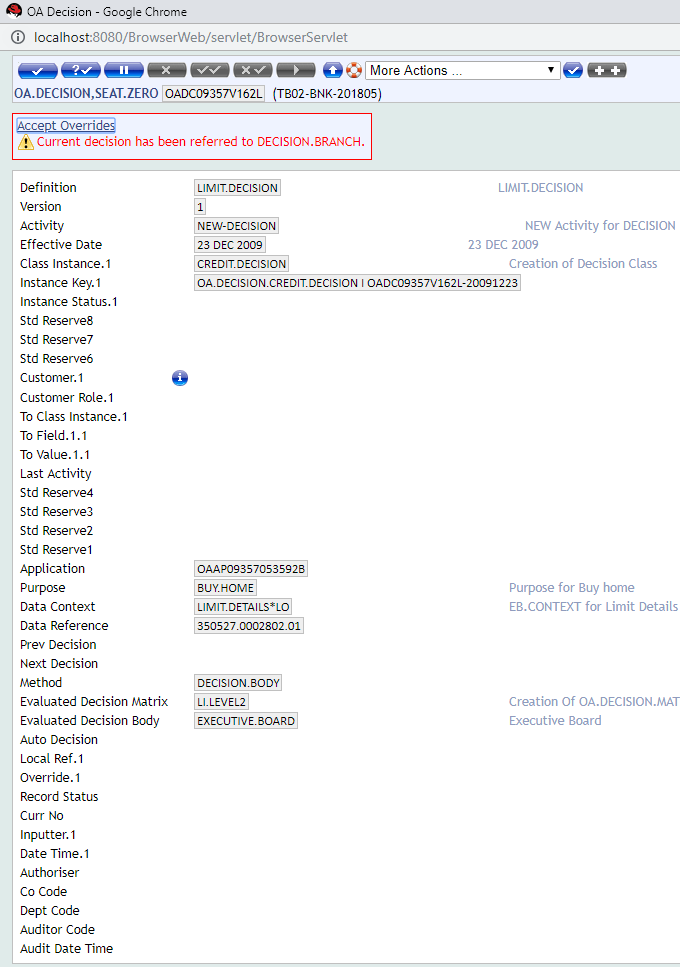 OA Decision - Google Chrome
localhost:8080/BrowserWeb/servlet/BrowserServlet
More Actions ...
OA.DECISION,SEAT.ZERO OADC09357V162L (TB02-BNK-201805)
Accept Overrides
Current decision has been referred to DECISION.BRANCH.
Definition LIMIT.DECISION LIMIT.DECISION
Version 1
Activity NEW-DECISION NEW Activity for DECISION
Effective Date 23 DEC 2009 23 DEC 2009
Class Instance.1 CREDIT.DECISION Creation of Decision Class
Instance Key.1 OA.DECISION.CREDIT.DECISION I OADC09357V162L-20091223
Instance Status.1
Std Reserve8
Std Reserve7
Std Reserve6
Customer.1
Customer Role.1
To Class Instance.1
To Field.1.1
To Value.1.1
Last Activity
Std Reserve4
Std Reserve3
Std Reserve2
Std Reserve1
Application OAAP09357053592B
Purpose BUY.HOME Purpose for Buy home
Data Context LIMIT.DETAILS*LO EB.CONTEXT for Limit Details
Data Reference 350527.0002802.01
Prev Decision
Next Decision
Method DECISION.BODY
Evaluated Decision Matrix LI.LEVEL2 Creation Of OA.DECISION.MAT
Evaluated Decision Body EXECUTIVE.BOARD Executive Board
Auto Decision
Local Ref.1
Override.1
Record Status
Curr No
Inputter.1
Date Time.1
Authoriser
Co Code
Dept Code
Auditor Code
Audit Date Time